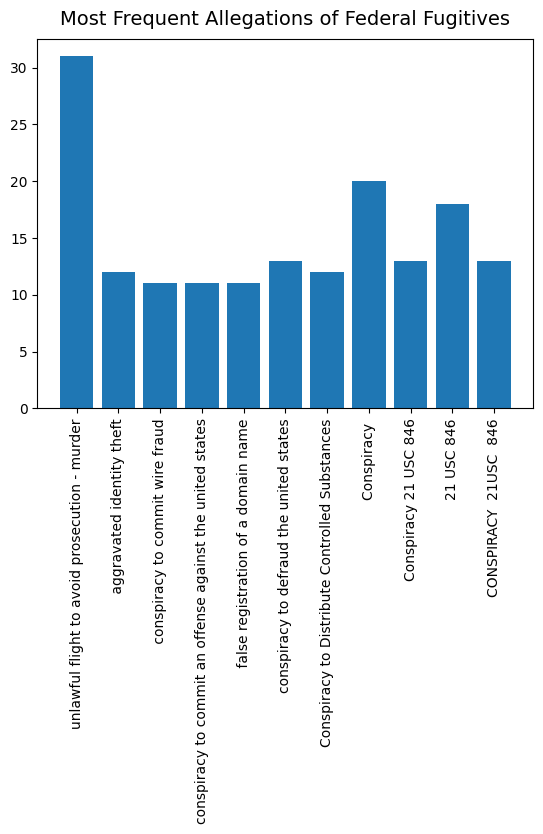 Most Frequent Allegations of Federal Fugitives
30
25
20
15
10
5
0
unlawful flight to avoid prosecution - murder
aggravated identity theft
conspiracy to commit wire fraud
conspiracy to commit an offense against the united states
false registration of a domain name
conspiracy to defraud the united states
Conspiracy to Distribute Controlled Substances
Conspiracy
Conspiracy 21 USC 846
21 USC 846
CONSPIRACY  21USC  846